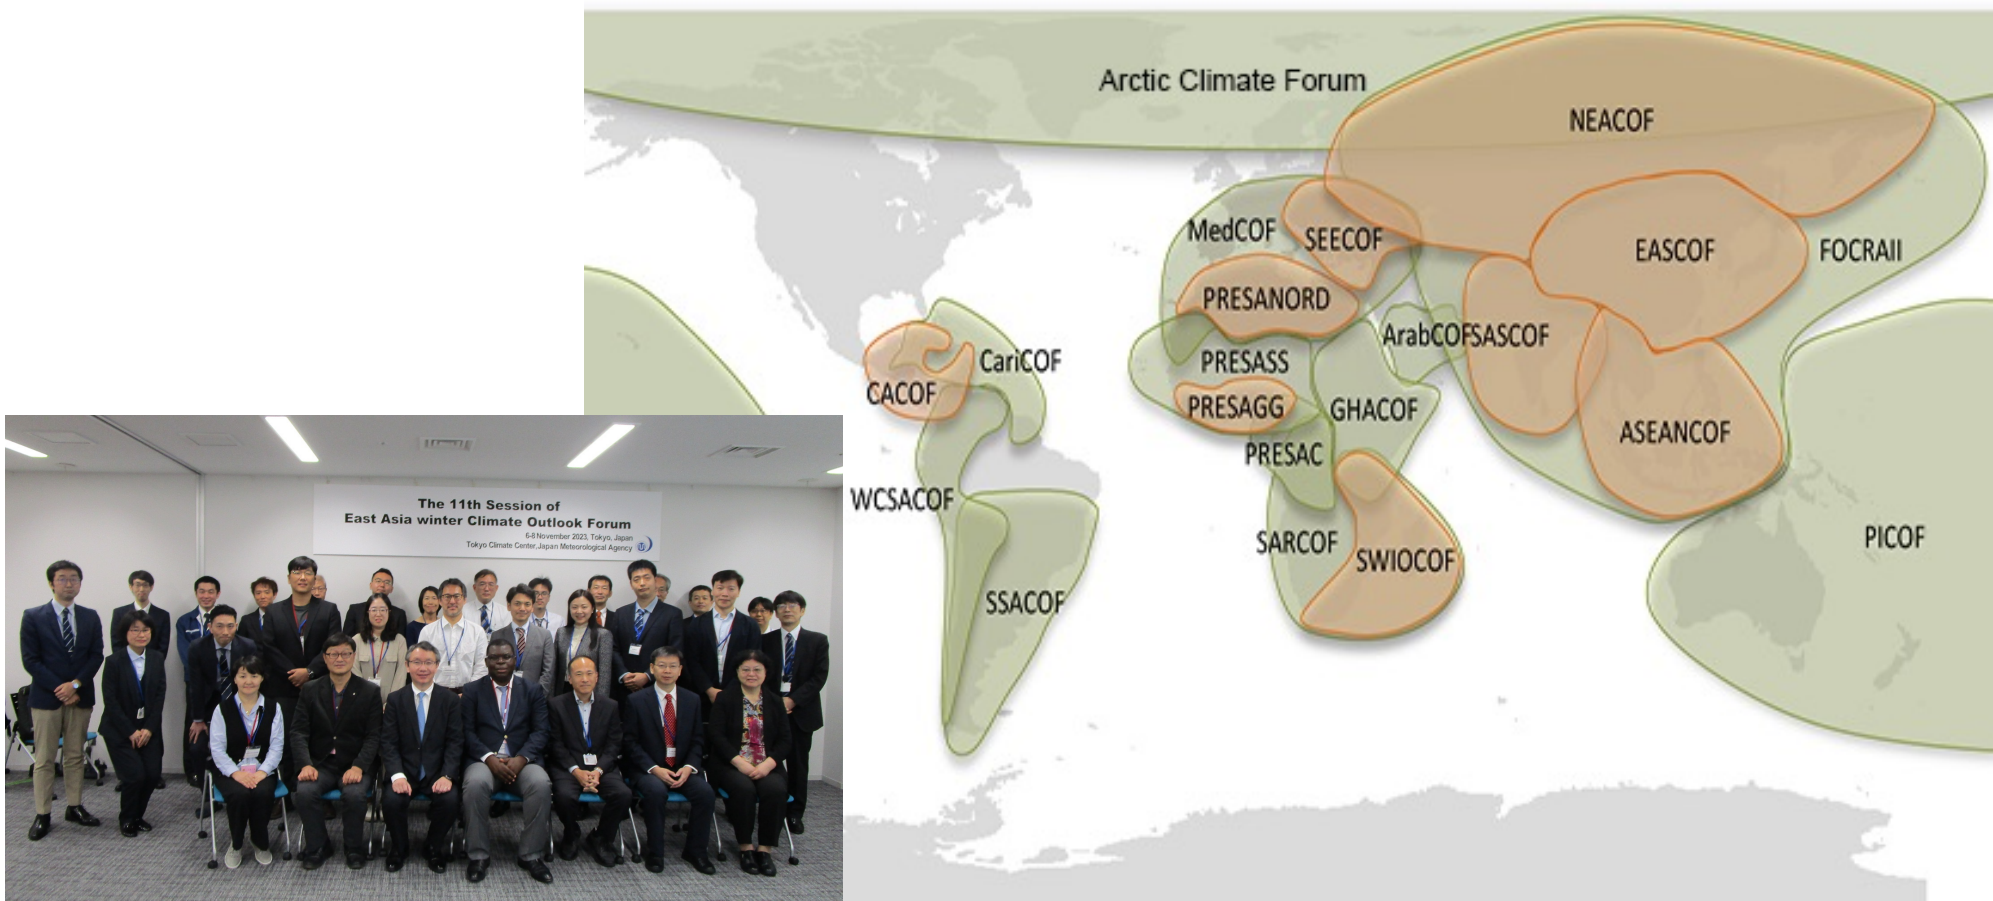 Arctic Climate Forum
NEACOF
MedCOF
SEECOF
EASCOF
FOCRAII
PRESANORD
ArabCOF
SASCOF
CariCOF
PRESASS
CACOF
PRESAGG
GHACOF
ASEANCOF
PRESAC
WCSACOF
SARCOF
SWIOCOF
PICOF
SSACOF
The 11th Session of
East Asia winter Climate Outlook Forum
6-8 November 2023, Tokyo, Japan
Tokyo Climate Center, Japan Meteorological Agency